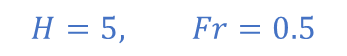 H = 5, Fr = 0.5